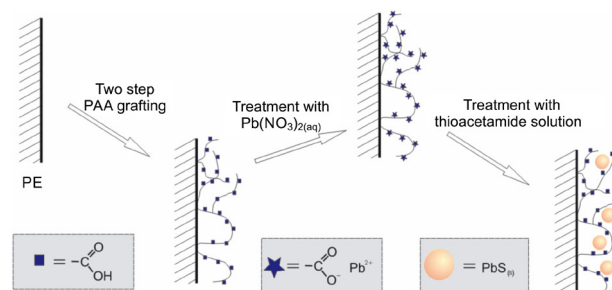 Two step
PAA grafting
Treatment with
Pb(NO₃)₂(aq)
Treatment with
thioacetamide solution
PE
= –C
O
OH
= –C
O
O⁻ Pb²⁺
= PbS(s)